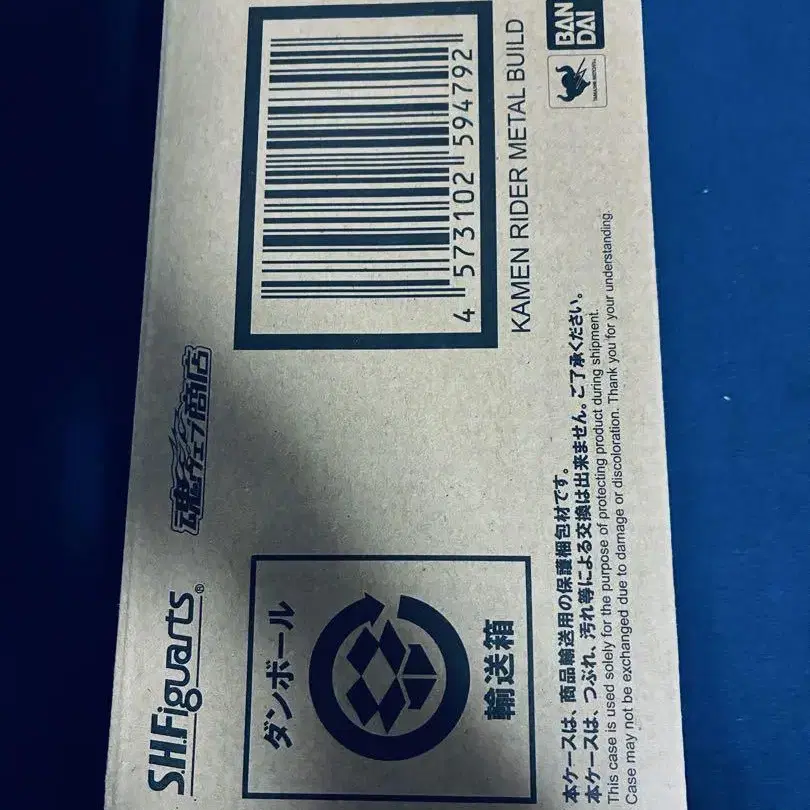 S.H.Figuarts®
魂ウェブ商店
ダンボール
輸送箱
4 573102 594792
KAMEN RIDER METAL BUILD
BAN
DAI
本ケースは、商品輸送用の保護梱包材です。
本ケースは、つぶれ、汚れ等による交換は出来ません。ご了承ください。
This case is used solely for the purpose of protecting product during shipment.
Case may not be exchanged due to damage or discoloration. Thank you for your understanding.